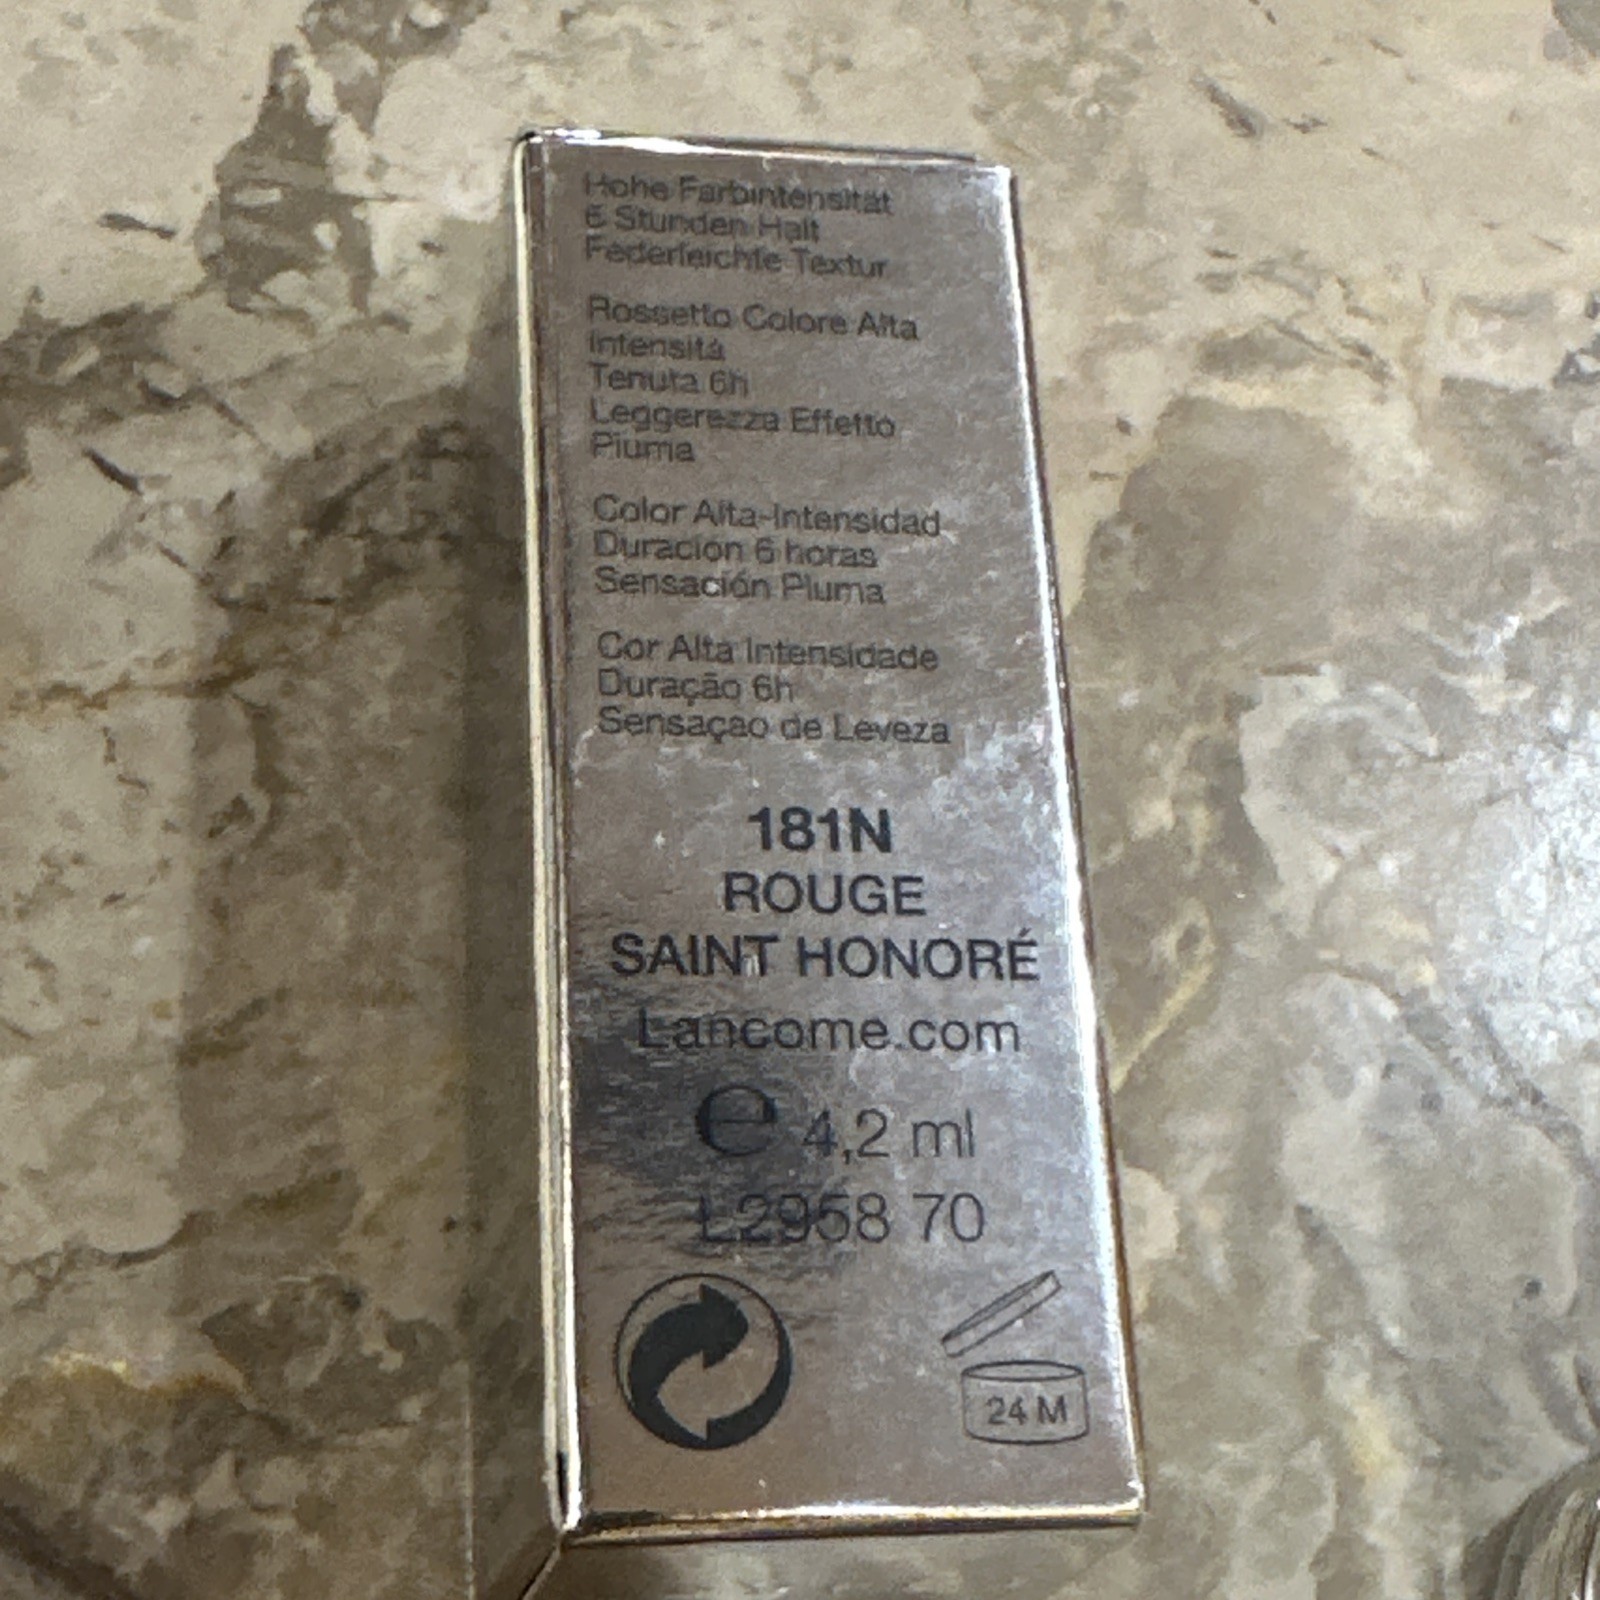 Hohe Farbintensität
6 Stunden Halt
Federleichte Textur
Rossetto Colore Alta
Intensità
Tenuta 6h
Leggerezza Effetto
Piuma
Color Alta-Intensidad
Duración 6 horas
Sensación Pluma
Cor Alta Intensidade
Duração 6h
Sensação de Leveza
181N
ROUGE
SAINT HONORÉ
Lancome.com
℮ 4,2 ml
L2958 70
24 M